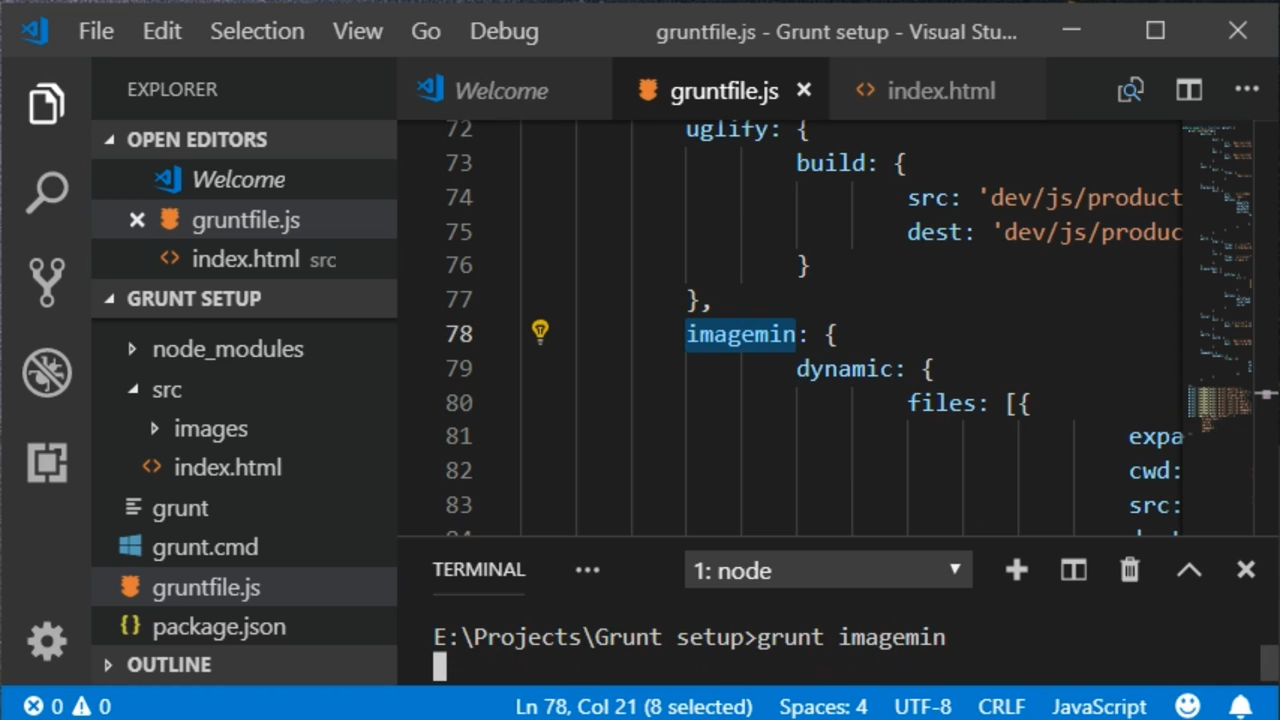 File Edit Selection View Go Debug gruntfile.js - Grunt setup - Visual Stu...
EXPLORER
OPEN EDITORS
Welcome
gruntfile.js
index.html src
GRUNT SETUP
node_modules
src
images
index.html
grunt
grunt.cmd
gruntfile.js
package.json
OUTLINE
Welcome gruntfile.js index.html
72 uglify: {
73 build: {
74 src: 'dev/js/product
75 dest: 'dev/js/produc
76 }
77 },
78 imagemin: {
79 dynamic: {
80 files: [{
81 expa
82 cwd:
83 src:
TERMINAL ... 1: node
E:\Projects\Grunt setup>grunt imagemin
0 0 Ln 78, Col 21 (8 selected) Spaces: 4 UTF-8 CRLF JavaScript